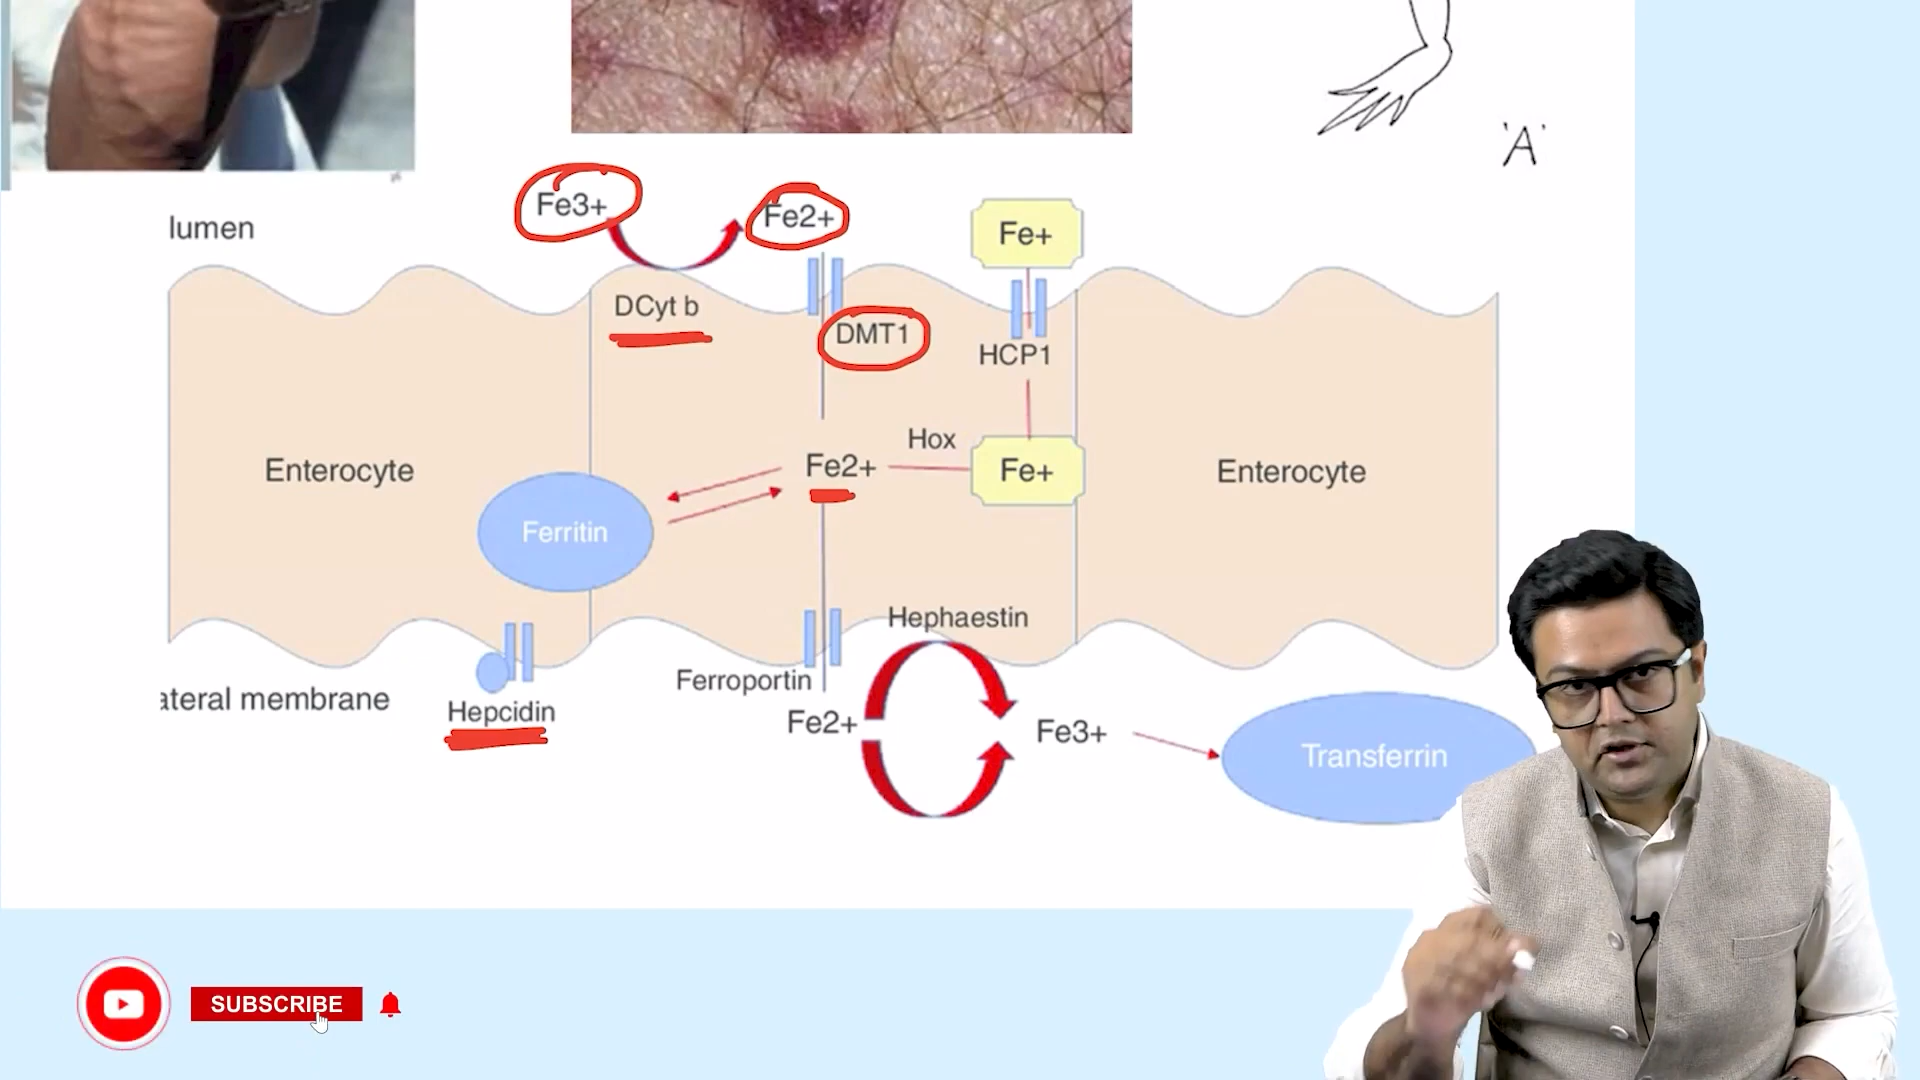 'A'
Fe3+
Fe2+
Fe+
lumen
DCyt b
DMT1
HCP1
Hox
Enterocyte
Fe2+
Fe+
Enterocyte
Ferritin
Hephaestin
Ferroportin
ateral membrane
Hepcidin
Fe2+
Fe3+
Transferrin
SUBSCRIBE